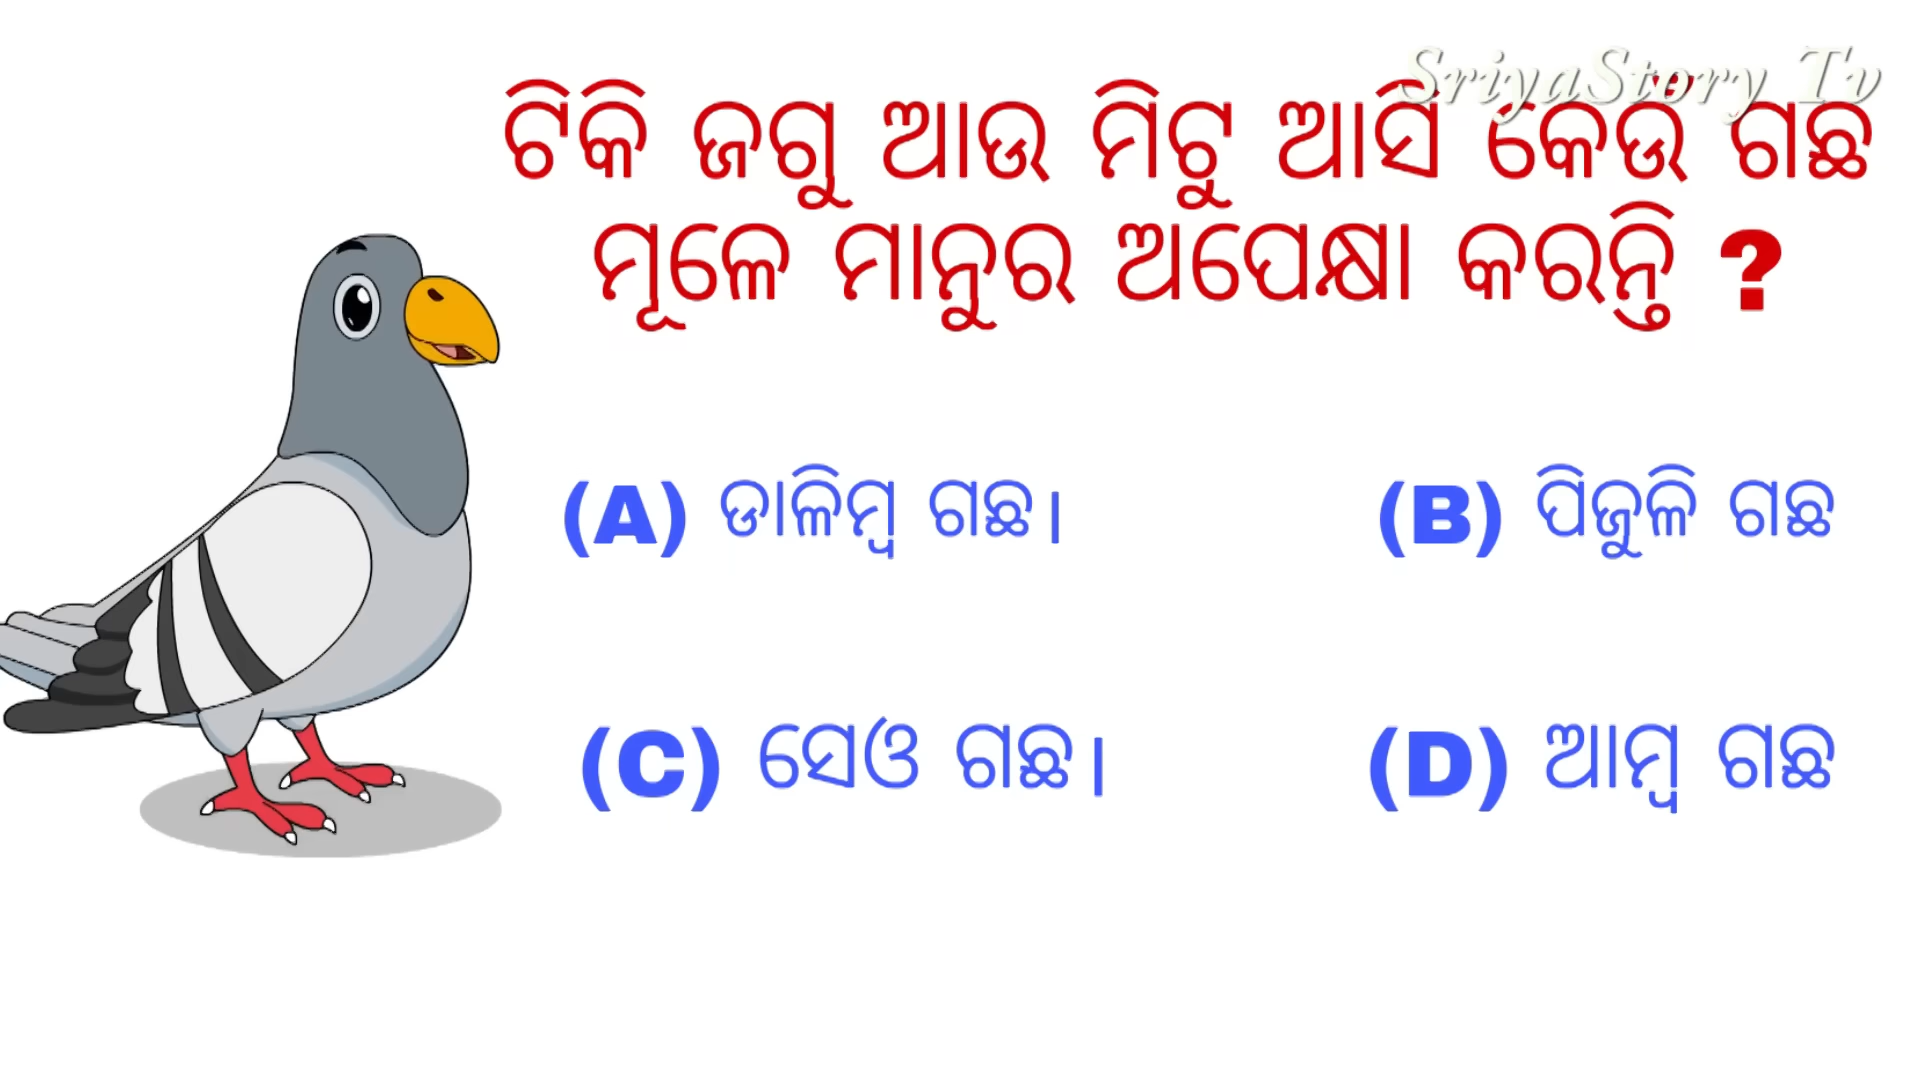 SriyaStory Tv
ଟିକି ଜଗୁ ଆଉ ମିଟୁ ଆସି କେଉଁ ଗଛ
ମୂଳେ ମାନୁର ଅପେକ୍ଷା କରନ୍ତି ?
(A) ଡାଳିମ୍ବ ଗଛ। (B) ପିଜୁଳି ଗଛ
(C) ସେଓ ଗଛ। (D) ଆମ୍ବ ଗଛ